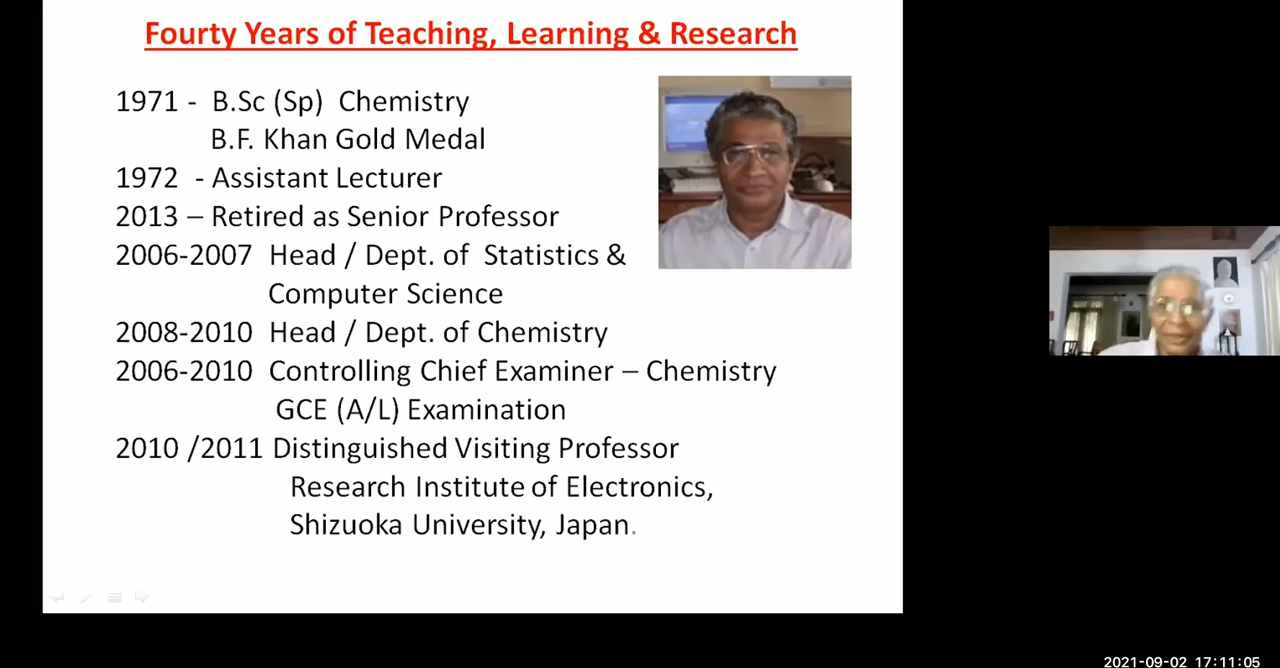 Fourty Years of Teaching, Learning & Research
1971 - B.Sc (Sp) Chemistry
B.F. Khan Gold Medal
1972 - Assistant Lecturer
2013 – Retired as Senior Professor
2006-2007 Head / Dept. of Statistics &
Computer Science
2008-2010 Head / Dept. of Chemistry
2006-2010 Controlling Chief Examiner – Chemistry
GCE (A/L) Examination
2010 /2011 Distinguished Visiting Professor
Research Institute of Electronics,
Shizuoka University, Japan.
2021-09-02 17:11:05